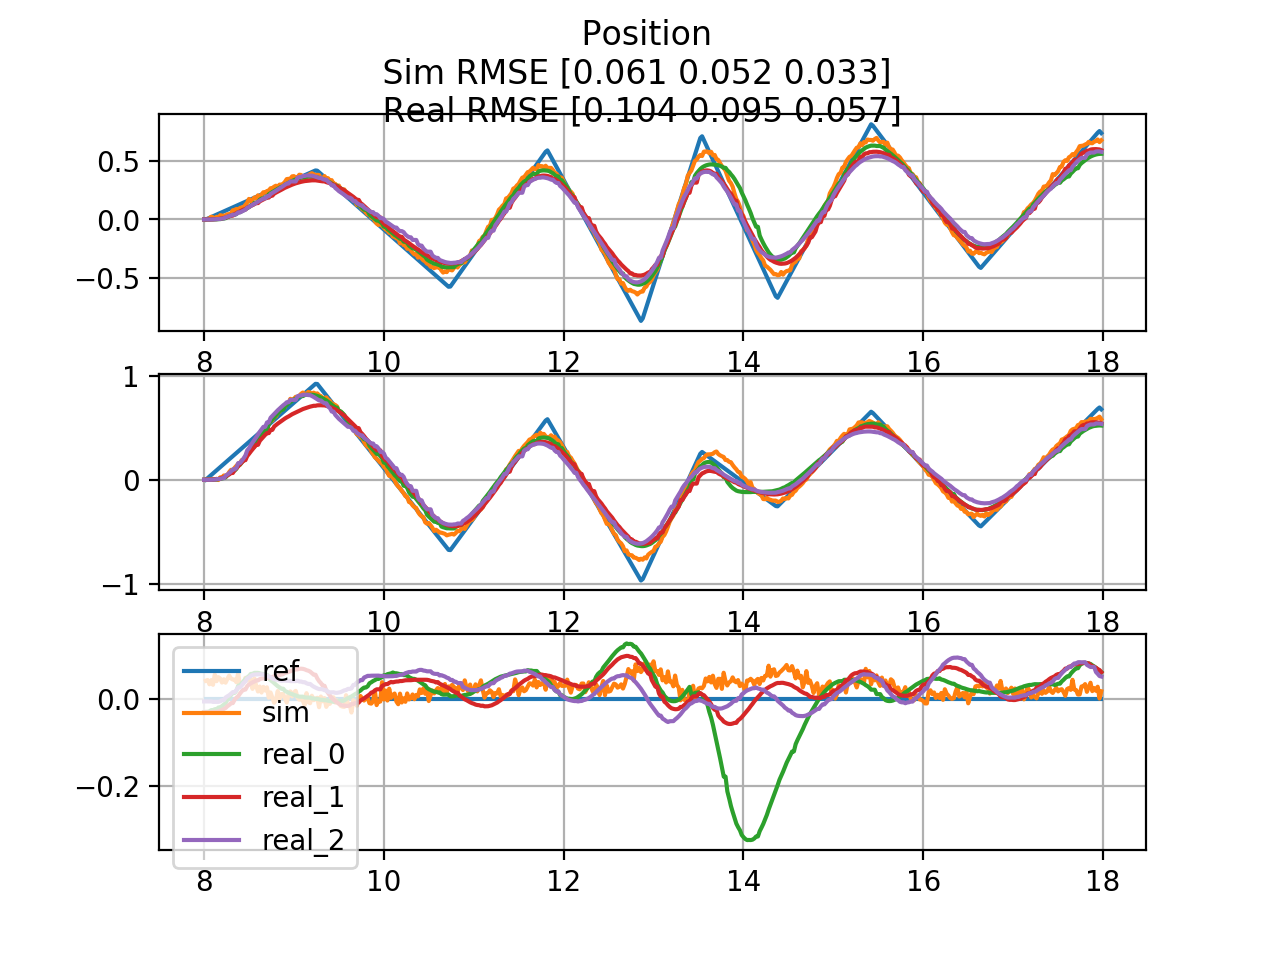 Position
Sim RMSE [0.061 0.052 0.033]
Real RMSE [0.104 0.095 0.057]
0.5
0.0
−0.5
8 10 12 14 16 18
1
0
−1
8 10 12 14 16 18
0.0
−0.2
ref
sim
real_0
real_1
real_2
8 10 12 14 16 18